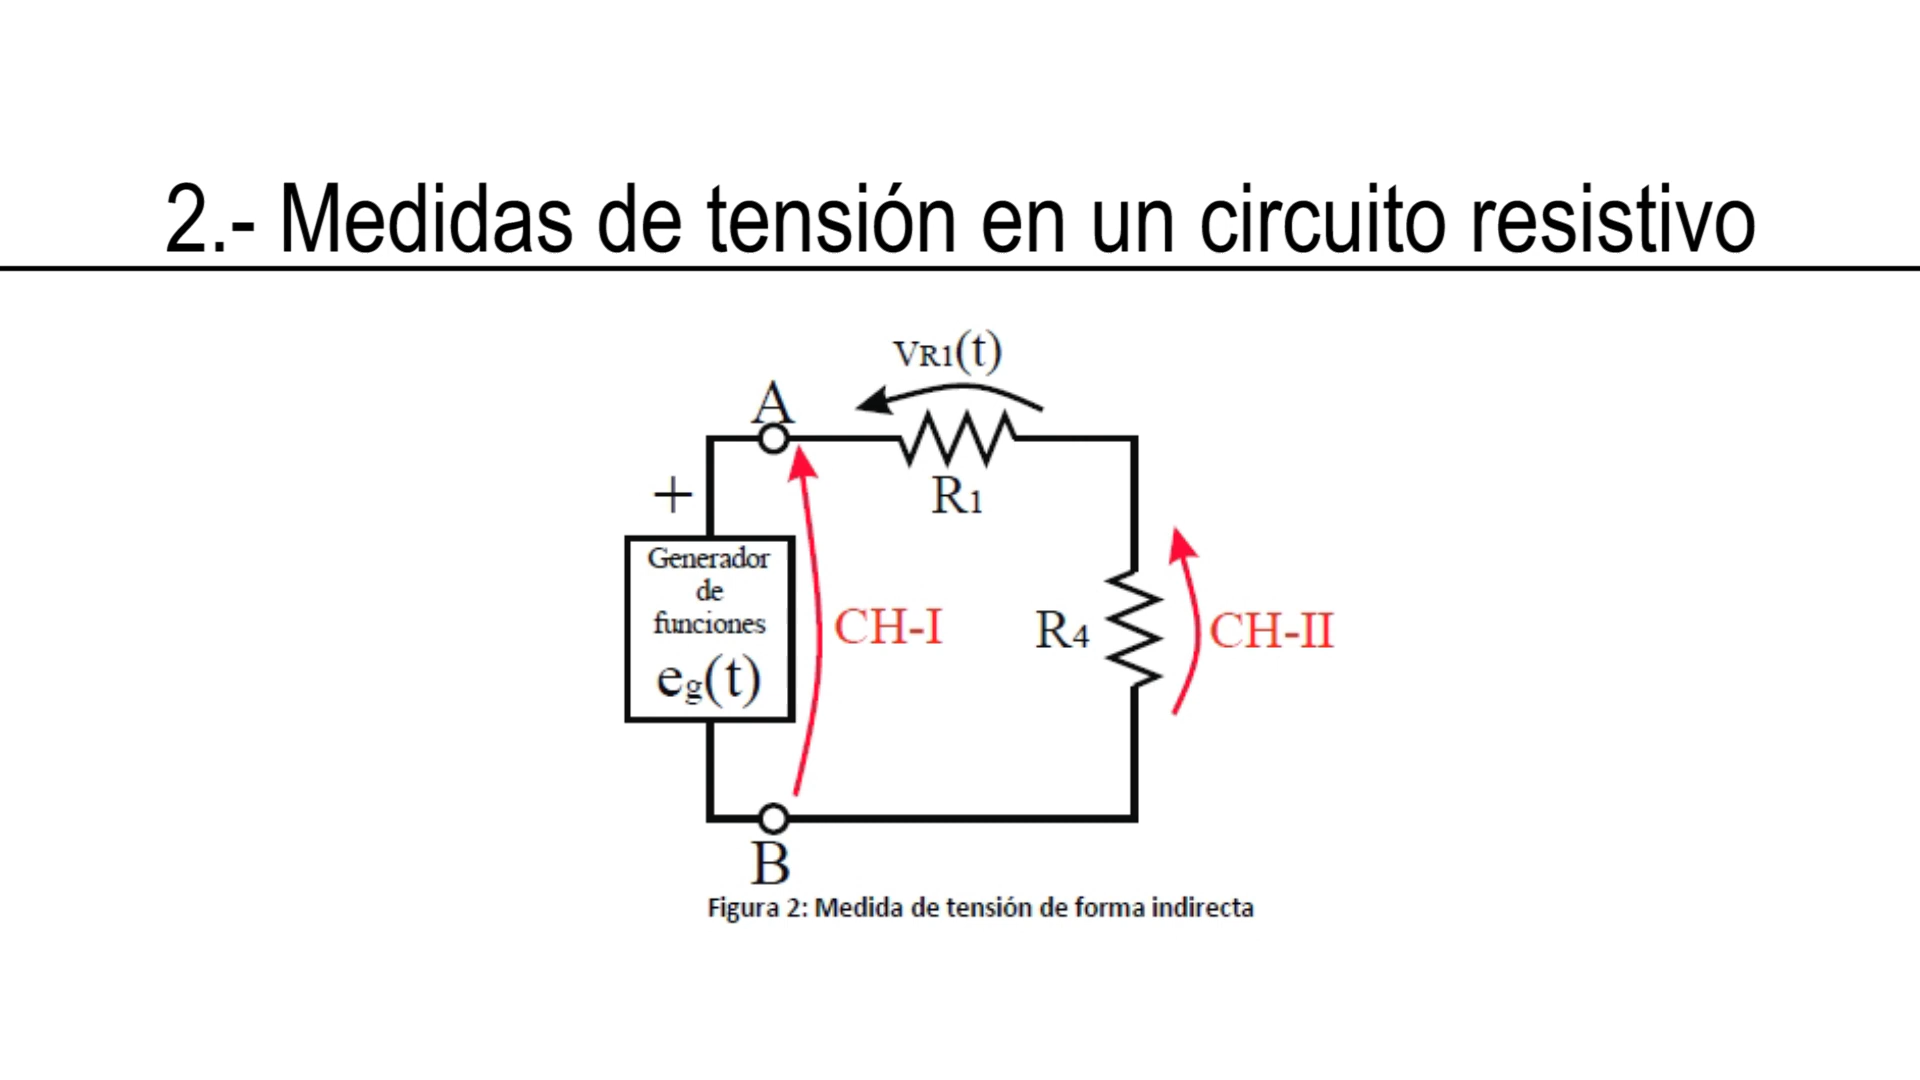 2.- Medidas de tensión en un circuito resistivo
VR1(t)
A
+
R1
Generador
de
funciones
eg(t)
CH-I
R4
CH-II
B
Figura 2: Medida de tensión de forma indirecta